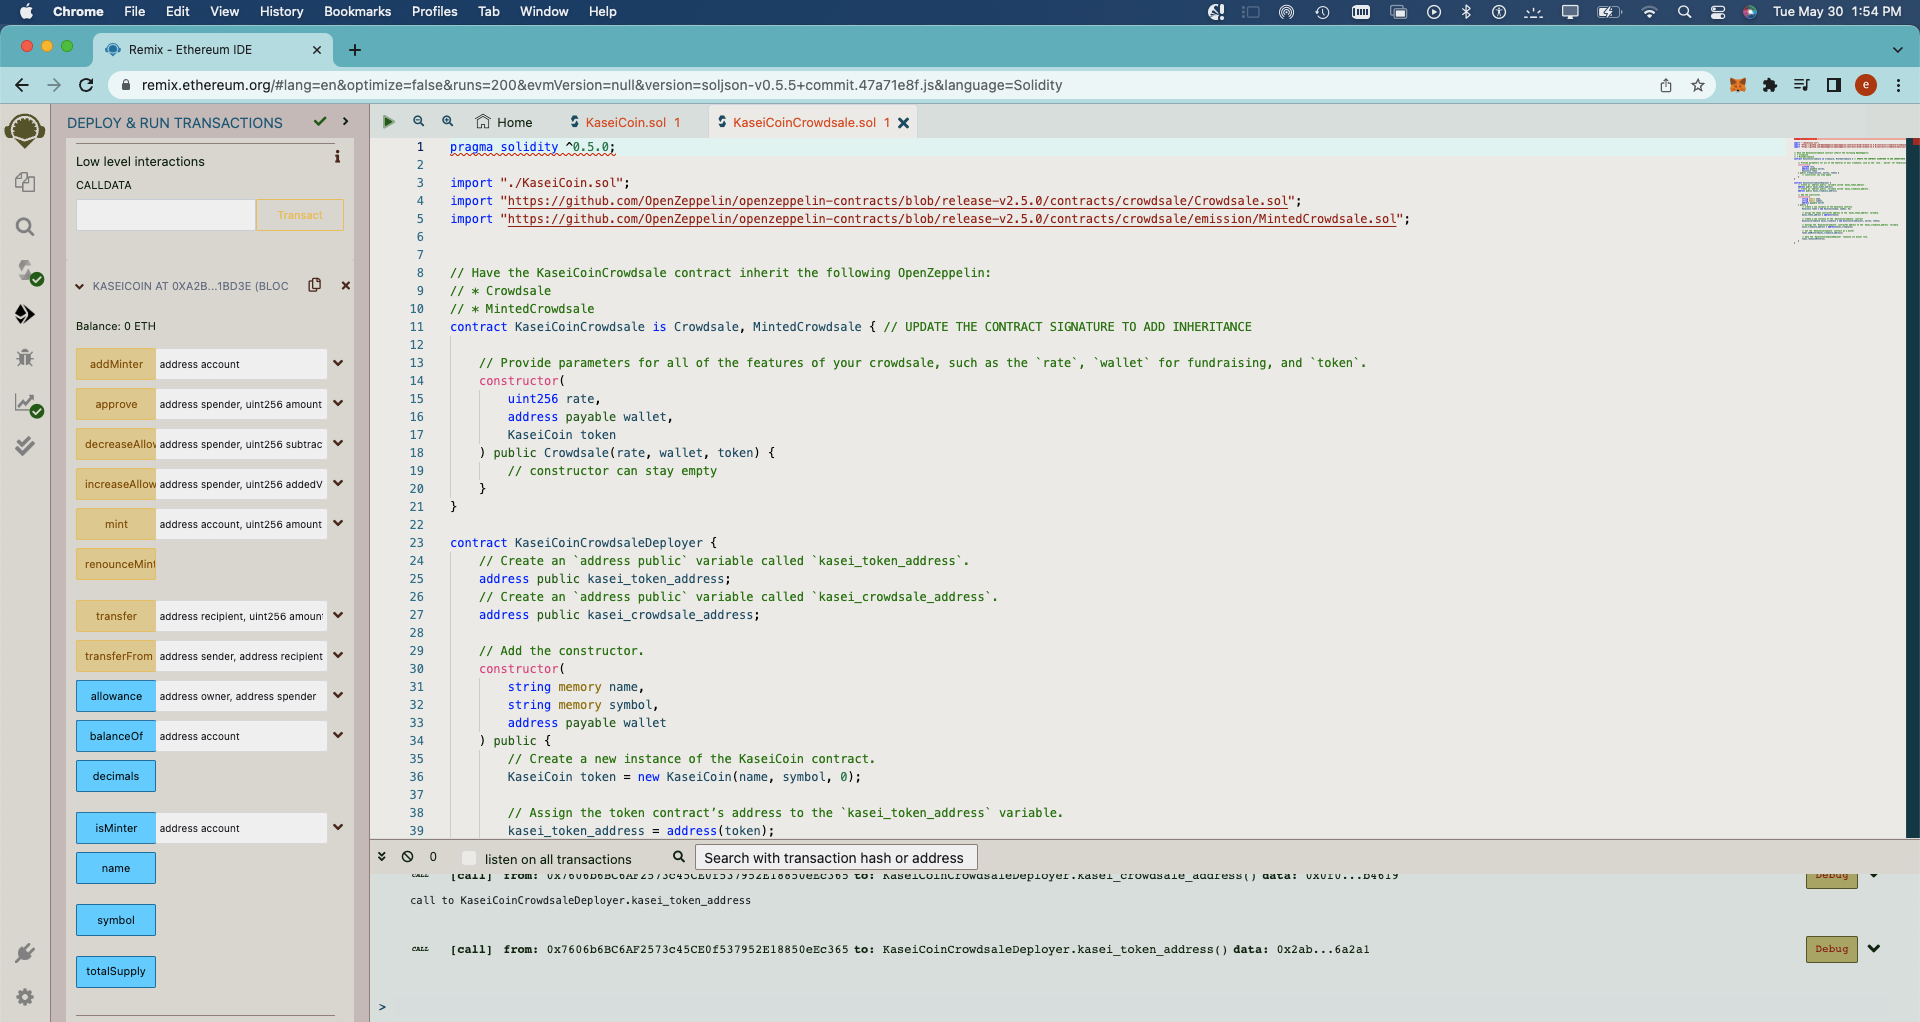 Chrome File Edit View History Bookmarks Profiles Tab Window Help Tue May 30 1:54 PM
Remix - Ethereum IDE
remix.ethereum.org/#lang=en&optimize=false&runs=200&evmVersion=null&version=soljson-v0.5.5+commit.47a71e8f.js&language=Solidity
e
DEPLOY & RUN TRANSACTIONS
Low level interactions
CALLDATA
Transact
KASEICOIN AT 0XA2B...1BD3E (BLOC
Balance: 0 ETH
addMinter address account
approve address spender, uint256 amount
decreaseAllov address spender, uint256 subtrac
increaseAllow address spender, uint256 addedV
mint address account, uint256 amount
renounceMint
transfer address recipient, uint256 amoun
transferFrom address sender, address recipient
allowance address owner, address spender
balanceOf address account
decimals
isMinter address account
name
symbol
totalSupply
Home KaseiCoin.sol 1 KaseiCoinCrowdsale.sol 1
1 pragma solidity ^0.5.0;
2
3 import "./KaseiCoin.sol";
4 import "https://github.com/OpenZeppelin/openzeppelin-contracts/blob/release-v2.5.0/contracts/crowdsale/Crowdsale.sol";
5 import "https://github.com/OpenZeppelin/openzeppelin-contracts/blob/release-v2.5.0/contracts/crowdsale/emission/MintedCrowdsale.sol";
6
7
8 // Have the KaseiCoinCrowdsale contract inherit the following OpenZeppelin:
9 // * Crowdsale
10 // * MintedCrowdsale
11 contract KaseiCoinCrowdsale is Crowdsale, MintedCrowdsale { // UPDATE THE CONTRACT SIGNATURE TO ADD INHERITANCE
12
13 // Provide parameters for all of the features of your crowdsale, such as the `rate`, `wallet` for fundraising, and `token`.
14 constructor(
15 uint256 rate,
16 address payable wallet,
17 KaseiCoin token
18 ) public Crowdsale(rate, wallet, token) {
19 // constructor can stay empty
20 }
21 }
22
23 contract KaseiCoinCrowdsaleDeployer {
24 // Create an `address public` variable called `kasei_token_address`.
25 address public kasei_token_address;
26 // Create an `address public` variable called `kasei_crowdsale_address`.
27 address public kasei_crowdsale_address;
28
29 // Add the constructor.
30 constructor(
31 string memory name,
32 string memory symbol,
33 address payable wallet
34 ) public {
35 // Create a new instance of the KaseiCoin contract.
36 KaseiCoin token = new KaseiCoin(name, symbol, 0);
37
38 // Assign the token contract's address to the `kasei_token_address` variable.
39 kasei_token_address = address(token);
0 listen on all transactions Search with transaction hash or address
CALL [call] from: 0x7606b6BC6AF2573c45CE0f537952E18850eEc365 to: KaseiCoinCrowdsaleDeployer.kasei_crowdsale_address() data: 0x0f0...b4619 Debug
call to KaseiCoinCrowdsaleDeployer.kasei_token_address
CALL [call] from: 0x7606b6BC6AF2573c45CE0f537952E18850eEc365 to: KaseiCoinCrowdsaleDeployer.kasei_token_address() data: 0x2ab...6a2a1 Debug
>